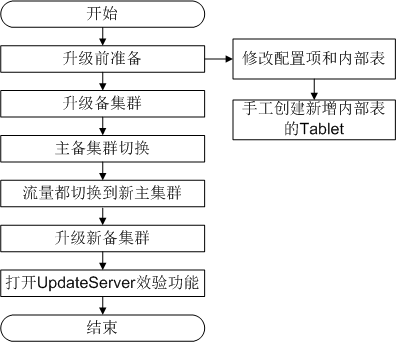 开始
升级前准备
修改配置项和内部表
升级备集群
手工创建新增内部表
的Tablet
主备集群切换
流量都切换到新主集群
升级新备集群
打开UpdateServer效验功能
结束